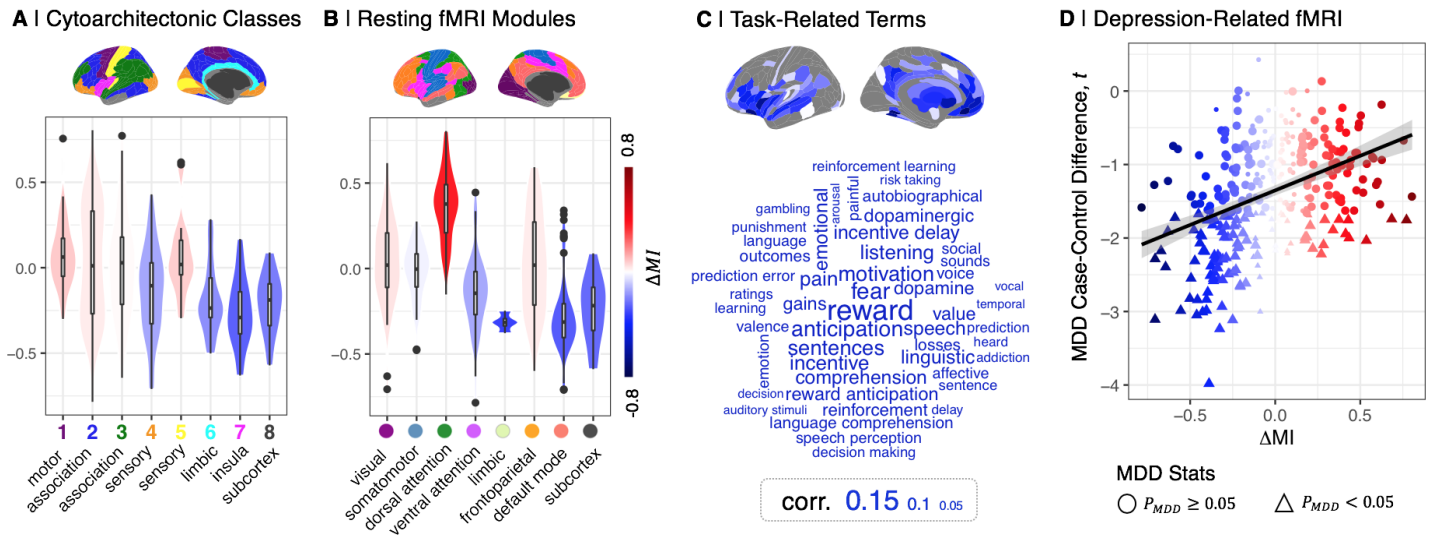 A | Cytoarchitectonic Classes
0.5
0.0
−0.5
1 2 3 4 5 6 7 8
motor
association
association
sensory
sensory
limbic
insula
subcortex
B | Resting fMRI Modules
0.5
0.0
−0.5
visual
somatomotor
dorsal attention
ventral attention
limbic
frontoparietal
default mode
subcortex
0.8
ΔMI
-0.8
C | Task-Related Terms
reinforcement learning
risk taking
emotional
arousal
painful
autobiographical
gambling
dopaminergic
punishment
incentive delay
language
outcomes
listening
social
sounds
prediction error
pain
motivation
voice
fear
dopamine
vocal
ratings
learning
gains
reward
value
temporal
valence
anticipation
speech
prediction
emotion
sentences
losses
heard
incentive
linguistic
addiction
comprehension
affective
sentence
decision
reward anticipation
auditory stimuli
reinforcement
delay
language comprehension
speech perception
decision making
corr. 0.15 0.1 0.05
D | Depression-Related fMRI
MDD Case-Control Difference, t
0
−1
−2
−3
−4
−0.5
0.0
0.5
ΔMI
MDD Stats
P_MDD ≥ 0.05
P_MDD < 0.05